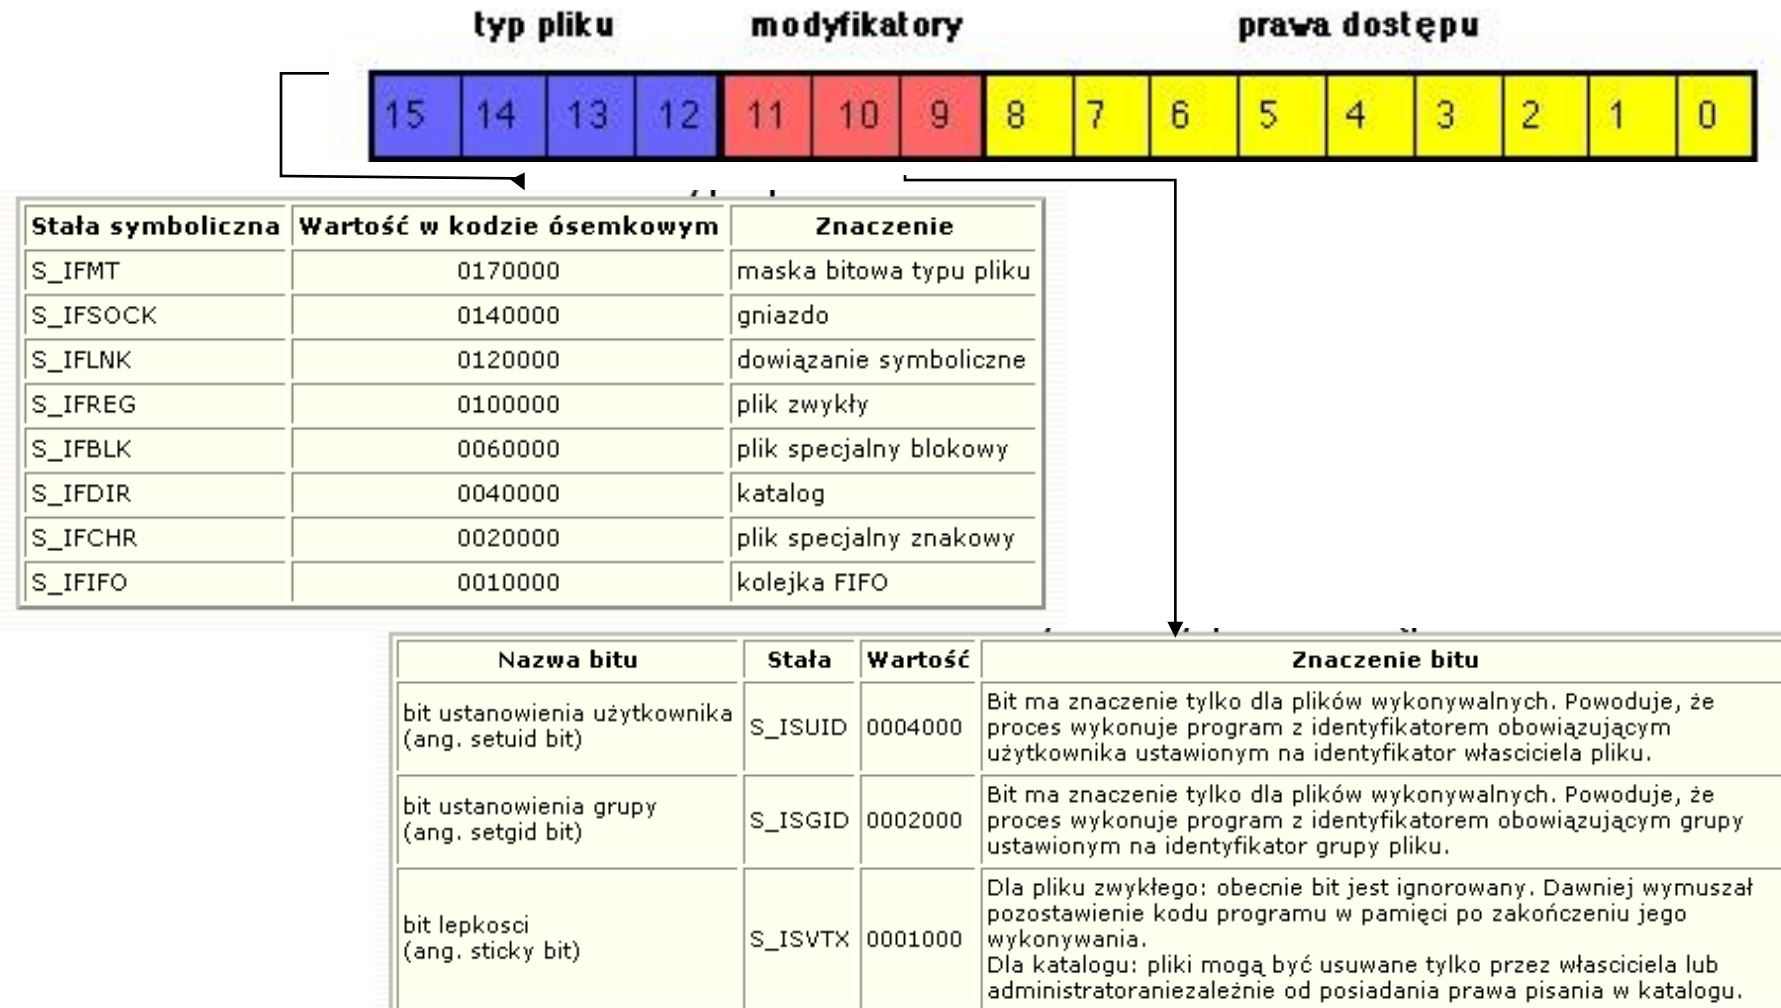 typ pliku modyfikatory prawa dostępu
15 14 13 12 11 10 9 8 7 6 5 4 3 2 1 0
Stała symboliczna Wartość w kodzie ósemkowym Znaczenie
S_IFMT 0170000 maska bitowa typu pliku
S_IFSOCK 0140000 gniazdo
S_IFLNK 0120000 dowiązanie symboliczne
S_IFREG 0100000 plik zwykły
S_IFBLK 0060000 plik specjalny blokowy
S_IFDIR 0040000 katalog
S_IFCHR 0020000 plik specjalny znakowy
S_IFIFO 0010000 kolejka FIFO
Nazwa bitu Stała Wartość Znaczenie bitu
bit ustanowienia użytkownika
(ang. setuid bit)
S_ISUID 0004000
Bit ma znaczenie tylko dla plików wykonywalnych. Powoduje, że
proces wykonuje program z identyfikatorem obowiązującym
użytkownika ustawionym na identyfikator własciciela pliku.
bit ustanowienia grupy
(ang. setgid bit)
S_ISGID 0002000
Bit ma znaczenie tylko dla plików wykonywalnych. Powoduje, że
proces wykonuje program z identyfikatorem obowiązującym grupy
ustawionym na identyfikator grupy pliku.
bit lepkosci
(ang. sticky bit)
S_ISVTX 0001000
Dla pliku zwykłego: obecnie bit jest ignorowany. Dawniej wymuszał
pozostawienie kodu programu w pamięci po zakończeniu jego
wykonywania.
Dla katalogu: pliki mogą być usuwane tylko przez własciciela lub
administratoraniezależnie od posiadania prawa pisania w katalogu.